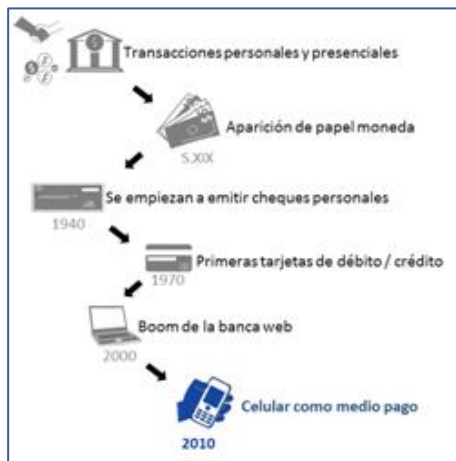 Transacciones personales y presenciales
Aparición de papel moneda
S.XIX
Se empiezan a emitir cheques personales
1940
Primeras tarjetas de débito / crédito
1970
Boom de la banca web
2000
Celular como medio pago
2010